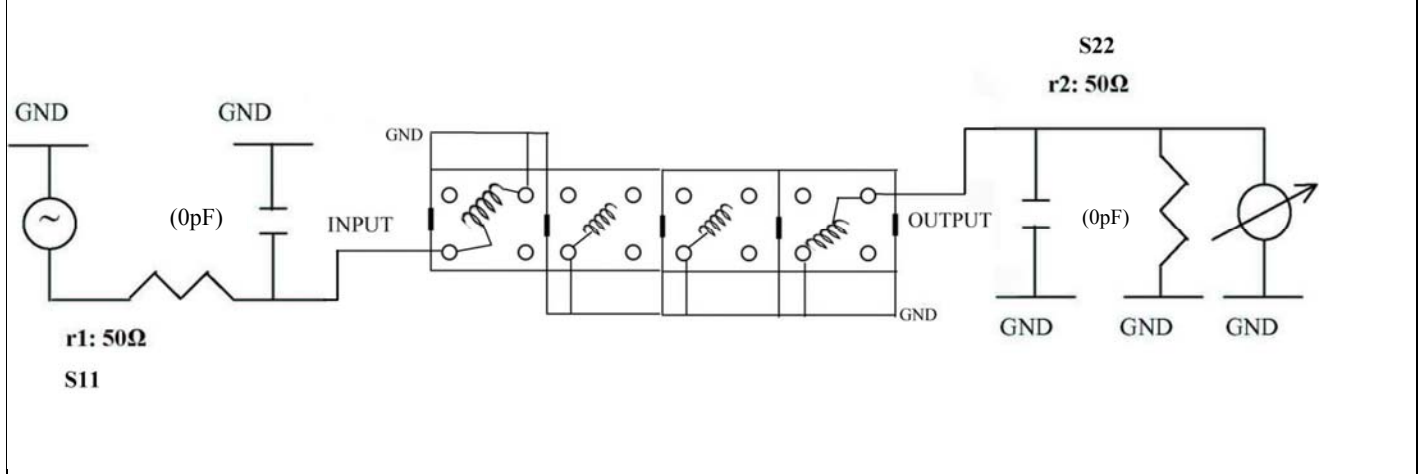 S22
r2: 50Ω
GND
GND
GND
(0pF)
INPUT
OUTPUT
(0pF)
~
GND
GND
GND
GND
r1: 50Ω
S11